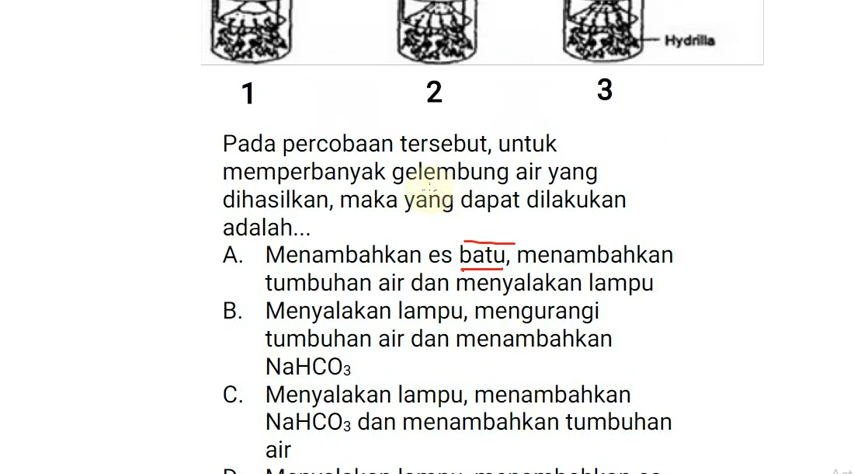 Hydrilla
1 2 3
Pada percobaan tersebut, untuk
memperbanyak gelembung air yang
dihasilkan, maka yang dapat dilakukan
adalah...
A. Menambahkan es batu, menambahkan
tumbuhan air dan menyalakan lampu
B. Menyalakan lampu, mengurangi
tumbuhan air dan menambahkan
NaHCO3
C. Menyalakan lampu, menambahkan
NaHCO3 dan menambahkan tumbuhan
air